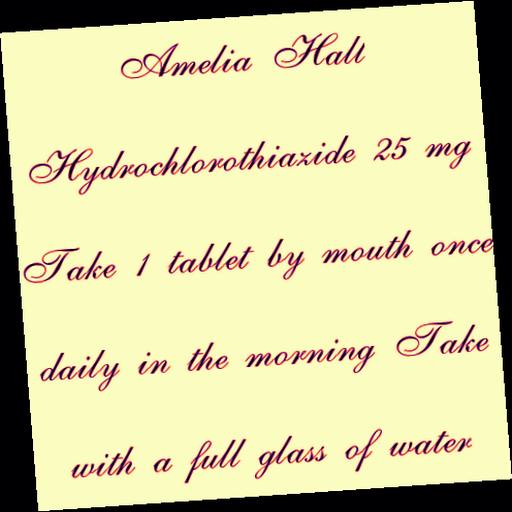 Amelia Halt
Hydrochlorothiazide 25 mg
Take 1 tablet by mouth once
daily in the morning Take
with a full glass of water